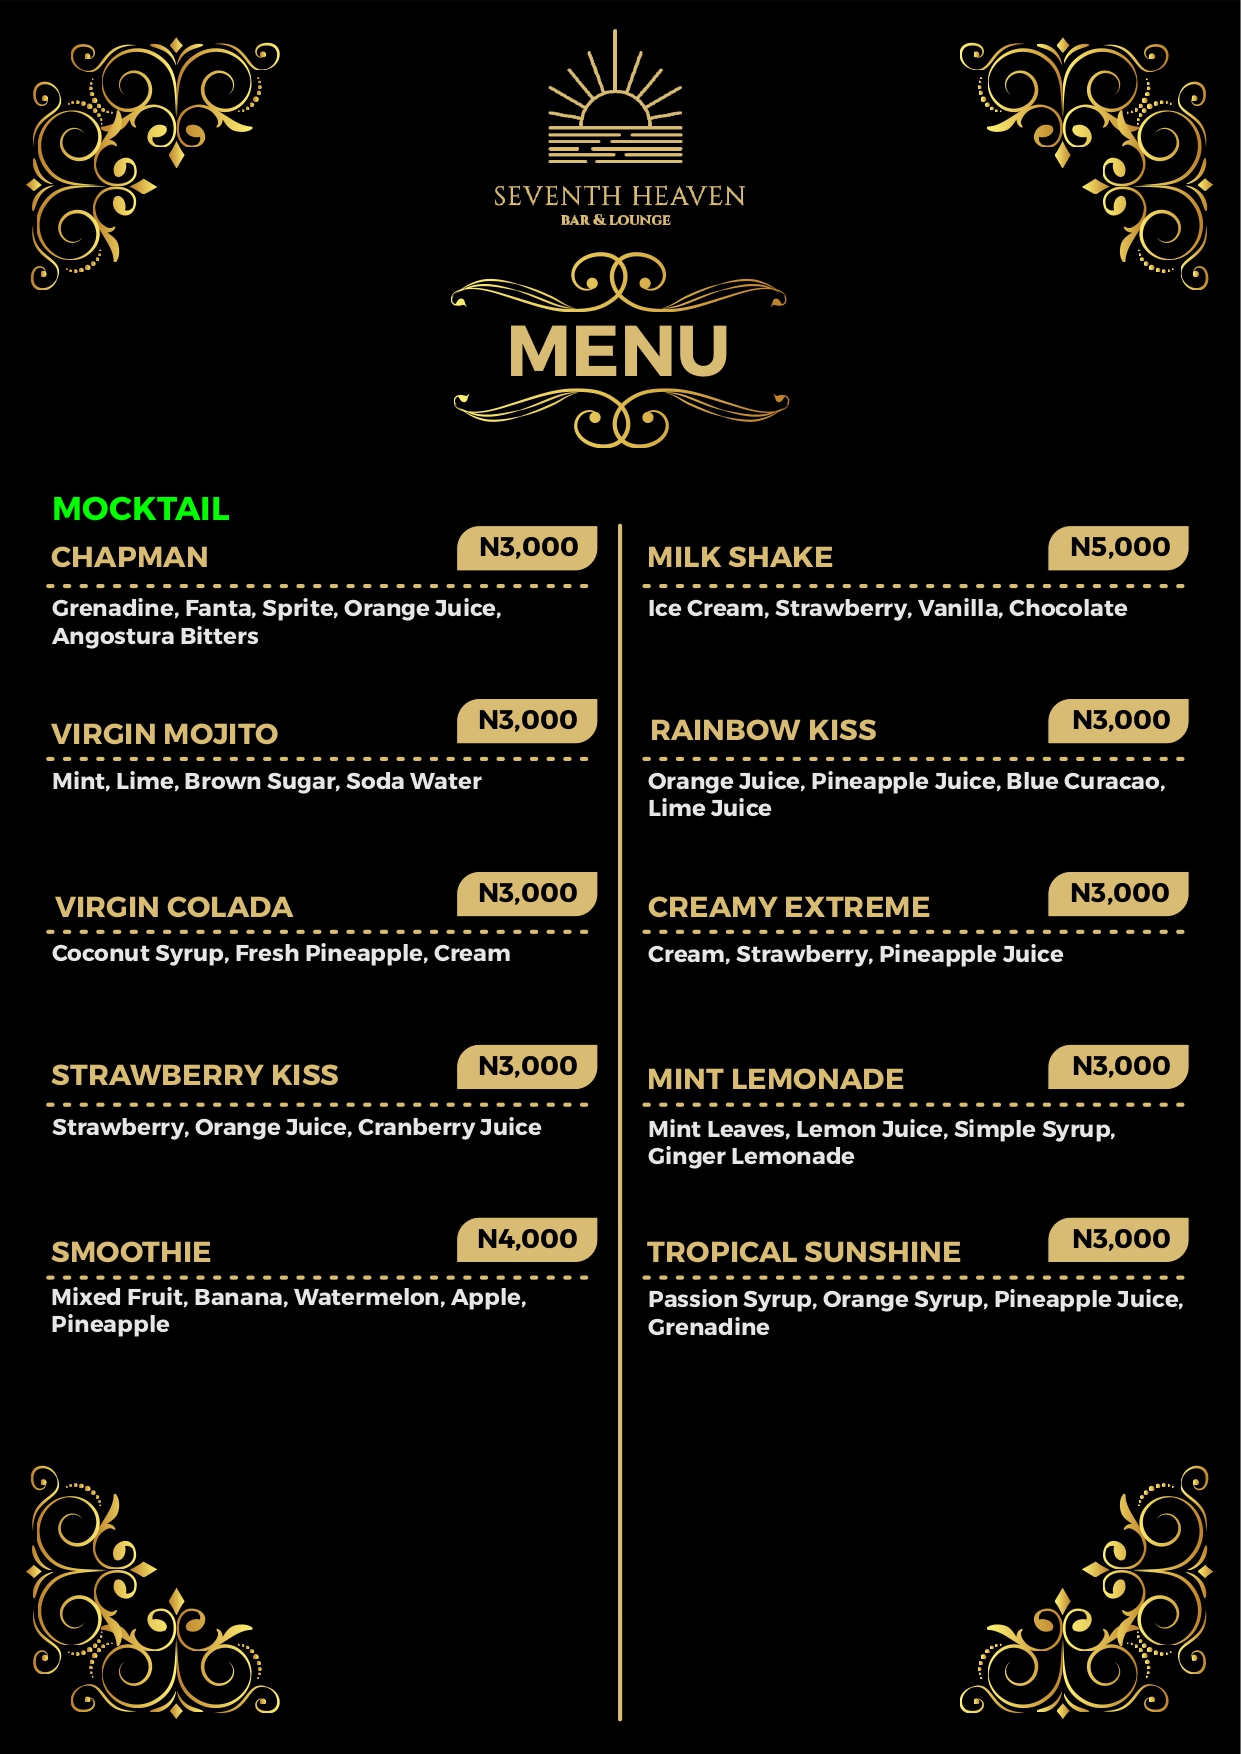 SEVENTH HEAVEN
BAR & LOUNGE
MENU
MOCKTAIL
CHAPMAN N3,000
Grenadine, Fanta, Sprite, Orange Juice,
Angostura Bitters
VIRGIN MOJITO N3,000
Mint, Lime, Brown Sugar, Soda Water
VIRGIN COLADA N3,000
Coconut Syrup, Fresh Pineapple, Cream
STRAWBERRY KISS N3,000
Strawberry, Orange Juice, Cranberry Juice
SMOOTHIE N4,000
Mixed Fruit, Banana, Watermelon, Apple,
Pineapple
MILK SHAKE N5,000
Ice Cream, Strawberry, Vanilla, Chocolate
RAINBOW KISS N3,000
Orange Juice, Pineapple Juice, Blue Curacao,
Lime Juice
CREAMY EXTREME N3,000
Cream, Strawberry, Pineapple Juice
MINT LEMONADE N3,000
Mint Leaves, Lemon Juice, Simple Syrup,
Ginger Lemonade
TROPICAL SUNSHINE N3,000
Passion Syrup, Orange Syrup, Pineapple Juice,
Grenadine